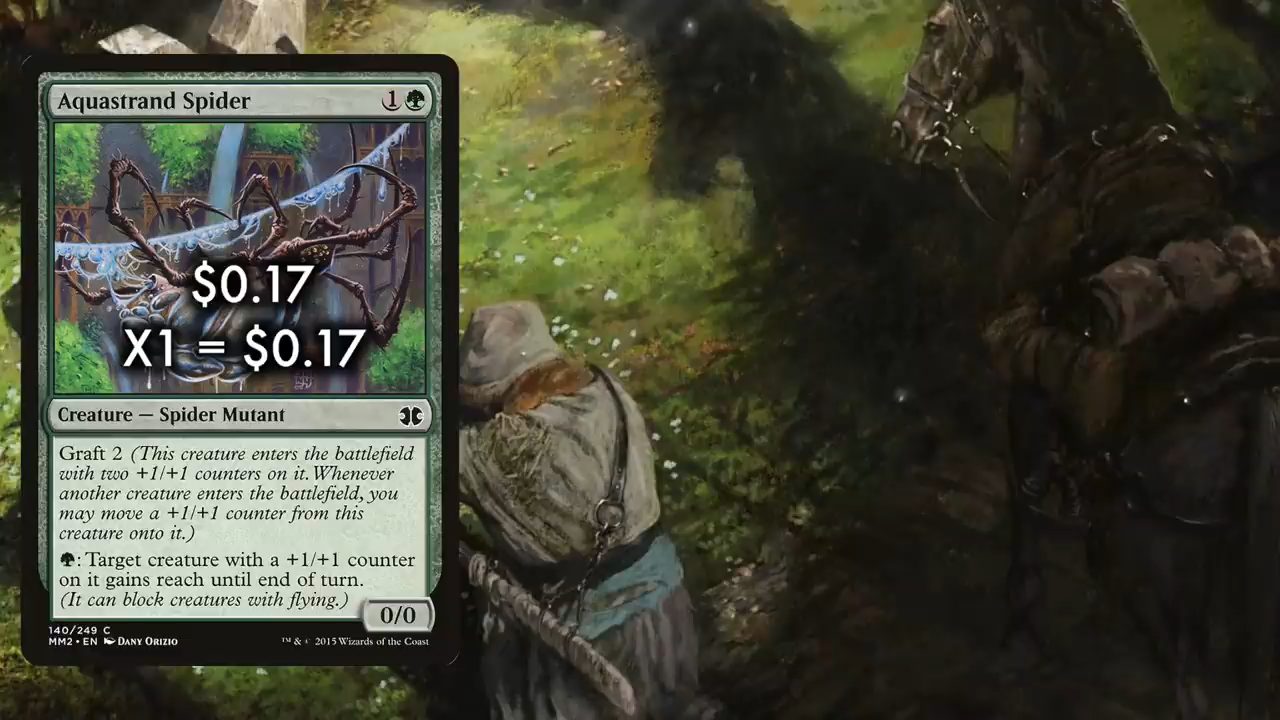 Aquastrand Spider 1
$0.17
X1 = $0.17
Creature — Spider Mutant
Graft 2 (This creature enters the battlefield
with two +1/+1 counters on it. Whenever
another creature enters the battlefield, you
may move a +1/+1 counter from this
creature onto it.)
: Target creature with a +1/+1 counter
on it gains reach until end of turn.
(It can block creatures with flying.)
0/0
140/249 C
MM2 • EN Dany Orizio
™ & © 2015 Wizards of the Coast